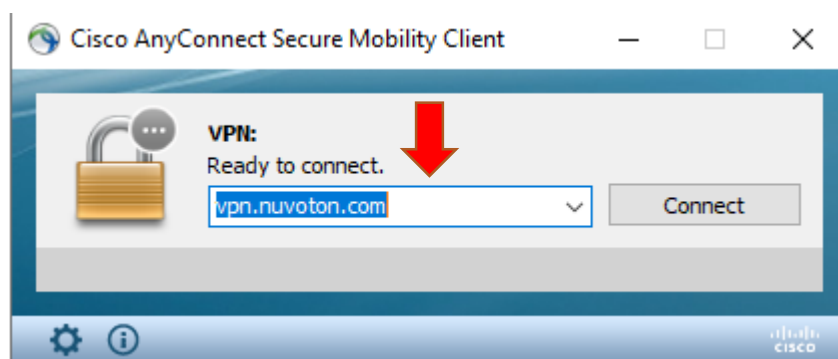 Cisco AnyConnect Secure Mobility Client
VPN:
Ready to connect.
vpn.nuvoton.com
Connect
CISCO